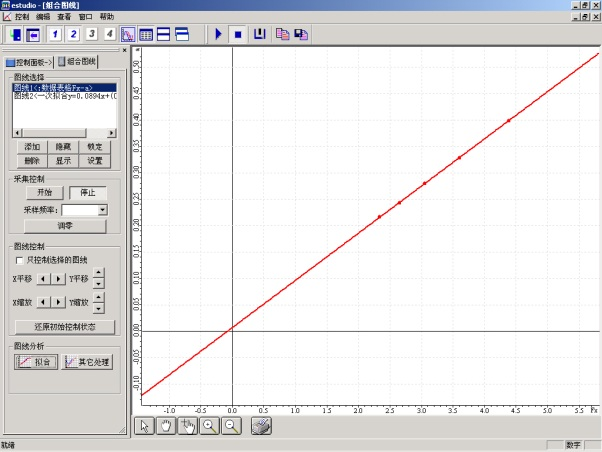 estudio - [组合图线]
控制 编辑 查看 窗口 帮助
1 2 3 4
控制面板-> 组合图线
图线选择
图线1<:数据表格Fx-a>
图线2<一次拟合y=0.0894x+(0
添加 隐藏 锁定
删除 显示 设置
采集控制
开始 停止
采样频率:
调零
图线控制
只控制选择的图线
X平移 Y平移
X缩放 Y缩放
还原初始控制状态
图线分析
拟合 其它处理
a
0.50
0.45
0.40
0.35
0.30
0.25
0.20
0.15
0.10
0.05
0.00
-0.05
-0.10
-1.0 -0.5 0.0 0.5 1.0 1.5 2.0 2.5 3.0 3.5 4.0 4.5 5.0 5.5 Fx
就绪 数字